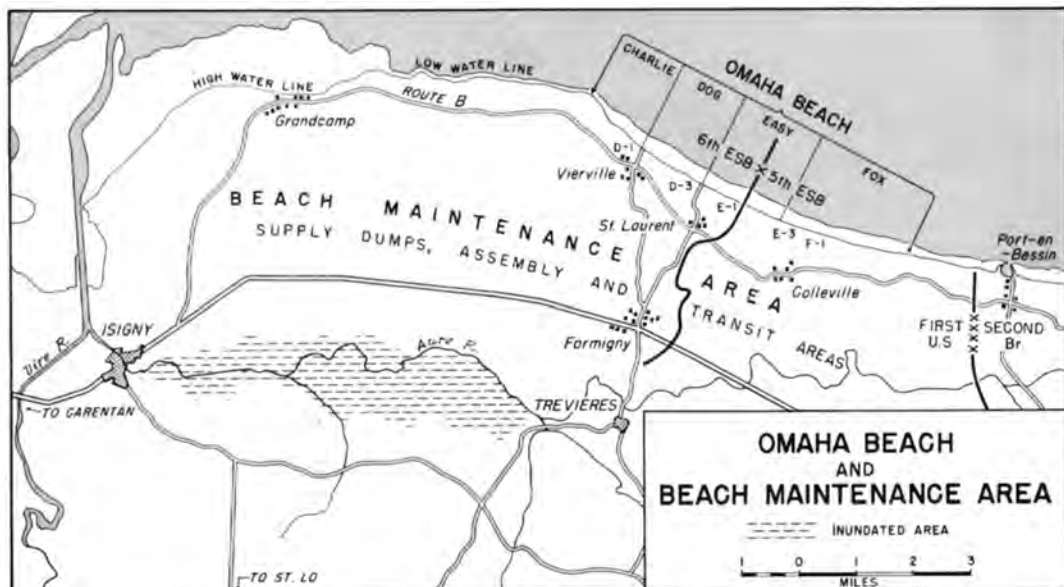 LOW WATER LINE
HIGH WATER LINE
ROUTE B
Grandcamp
CHARLIE
DOG
EASY
FOX
OMAHA BEACH
6th ESB X 5th ESB
D-1
Vierville
D-3
St. Laurent
E-1
E-3
F-1
Colleville
Port-en
-Bessin
BEACH MAINTENANCE
AREA
SUPPLY DUMPS, ASSEMBLY AND
TRANSIT AREAS
FIRST XXXX SECOND
U.S Br.
ISIGNY
Vire R.
Aure R.
Formigny
TREVIERES
TO CARENTAN
TO ST. LO
OMAHA BEACH
AND
BEACH MAINTENANCE AREA
INUNDATED AREA
1 0 1 2 3
MILES